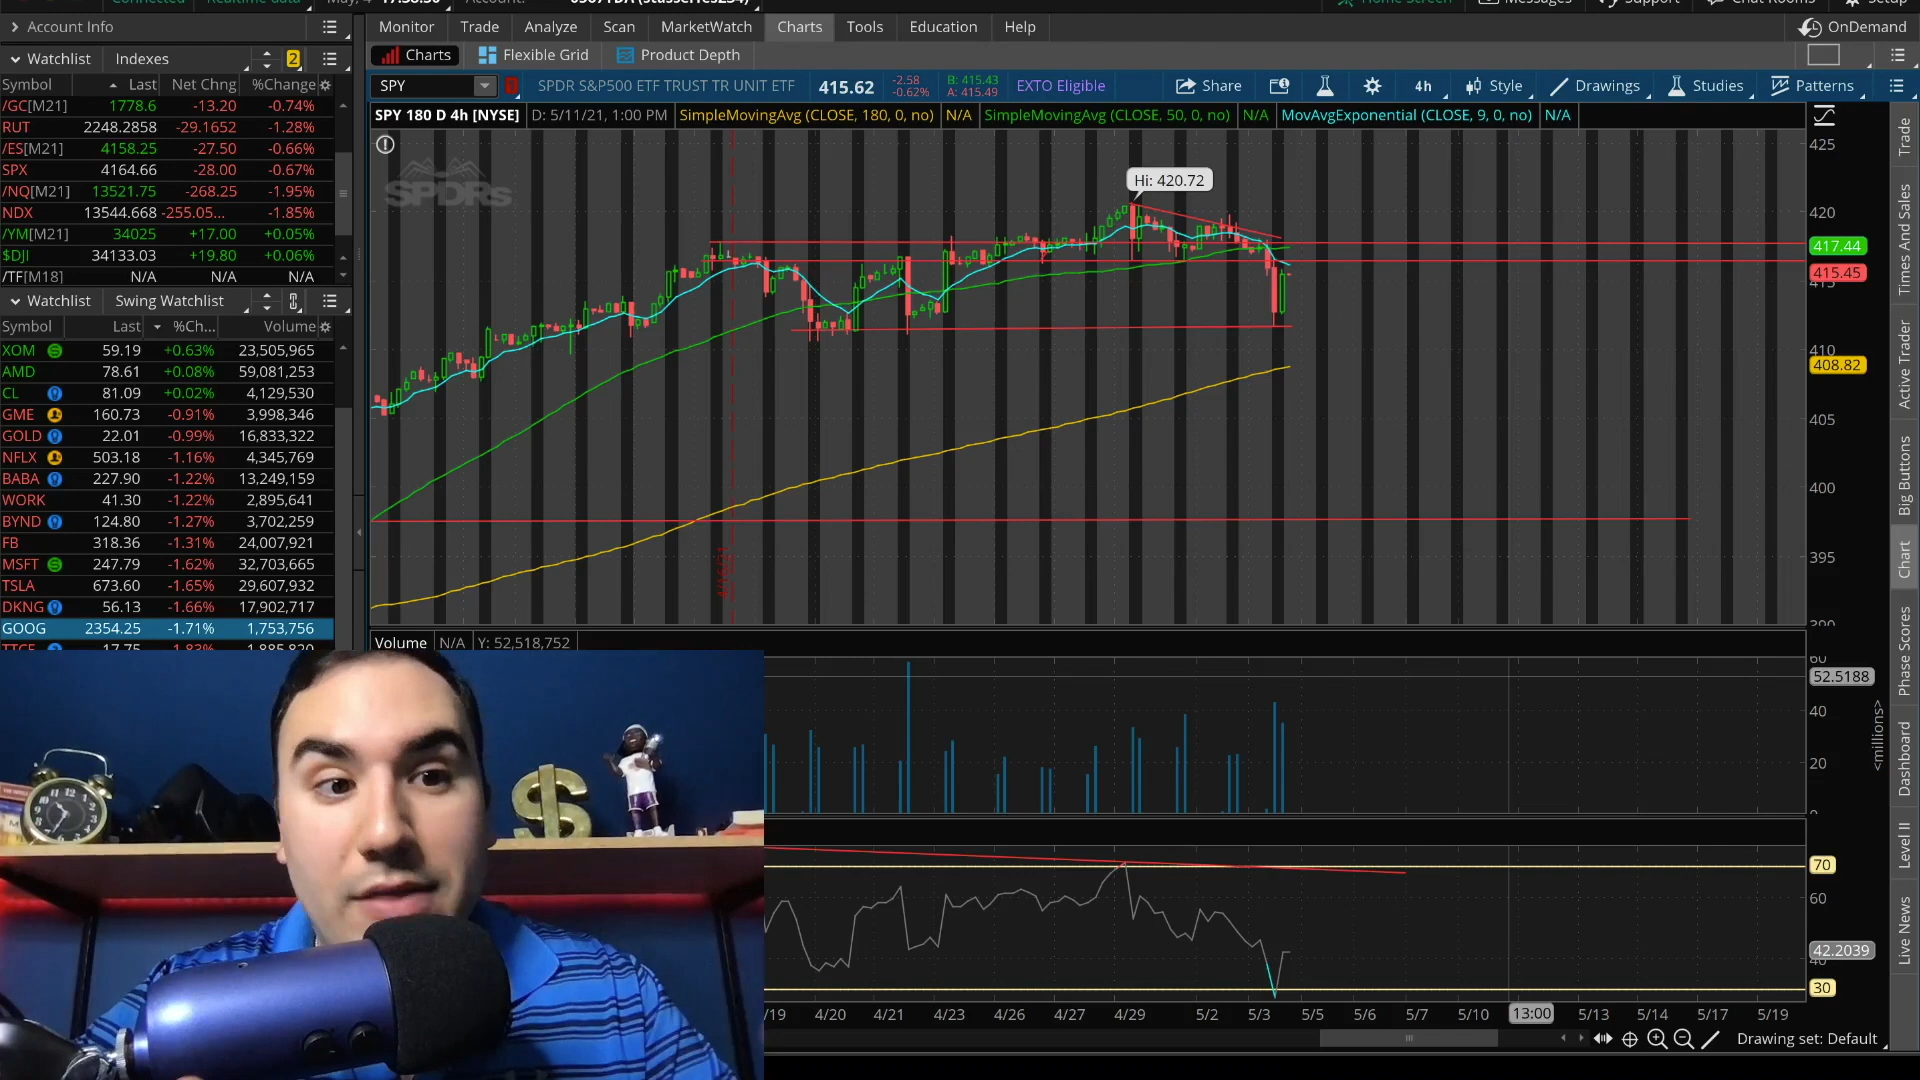 Account Info
Monitor Trade Analyze Scan MarketWatch Charts Tools Education Help
OnDemand
Watchlist Indexes 2
Charts Flexible Grid Product Depth
Symbol Last Net Chng %Change
/GC[M21] 1778.6 -13.20 -0.74%
RUT 2248.2858 -29.1652 -1.28%
/ES[M21] 4158.25 -27.50 -0.66%
SPX 4164.66 -28.00 -0.67%
/NQ[M21] 13521.75 -268.25 -1.95%
NDX 13544.668 -255.05... -1.85%
/YM[M21] 34025 +17.00 +0.05%
$DJI 34133.03 +19.80 +0.06%
/TF[M18] N/A N/A N/A
Watchlist Swing Watchlist
Symbol Last %Ch... Volume
XOM 59.19 +0.63% 23,505,965
AMD 78.61 +0.08% 59,081,253
CL 81.09 +0.02% 4,129,530
GME 160.73 -0.91% 3,998,346
GOLD 22.01 -0.99% 16,833,322
NFLX 503.18 -1.16% 4,345,769
BABA 227.90 -1.22% 13,249,159
WORK 41.30 -1.22% 2,895,641
BYND 124.80 -1.27% 3,702,259
FB 318.36 -1.31% 24,007,921
MSFT 247.79 -1.62% 32,703,665
TSLA 673.60 -1.65% 29,607,932
DKNG 56.13 -1.66% 17,902,717
GOOG 2354.25 -1.71% 1,753,756
SPY SPDR S&P500 ETF TRUST TR UNIT ETF 415.62 -2.58 -0.62% B: 415.43 A: 415.49 EXTO Eligible Share 4h Style Drawings Studies Patterns
SPY 180 D 4h [NYSE] D: 5/11/21, 1:00 PM SimpleMovingAvg (CLOSE, 180, 0, no) N/A SimpleMovingAvg (CLOSE, 50, 0, no) N/A MovAvgExponential (CLOSE, 9, 0, no) N/A
SPDRs
Hi: 420.72
425
420
417.44
415.45
415
410
408.82
405
400
395
390
Volume N/A Y: 52,518,752
60
52.5188
40
20
<millions>
70
60
42.2039
40
30
/19 4/20 4/21 4/23 4/26 4/27 4/29 5/2 5/3 5/5 5/6 5/7 5/10 13:00 5/13 5/14 5/17 5/19
Drawing set: Default
Trade
Times And Sales
Active Trader
Big Buttons
Chart
Phase Scores
Dashboard
Level II
Live News